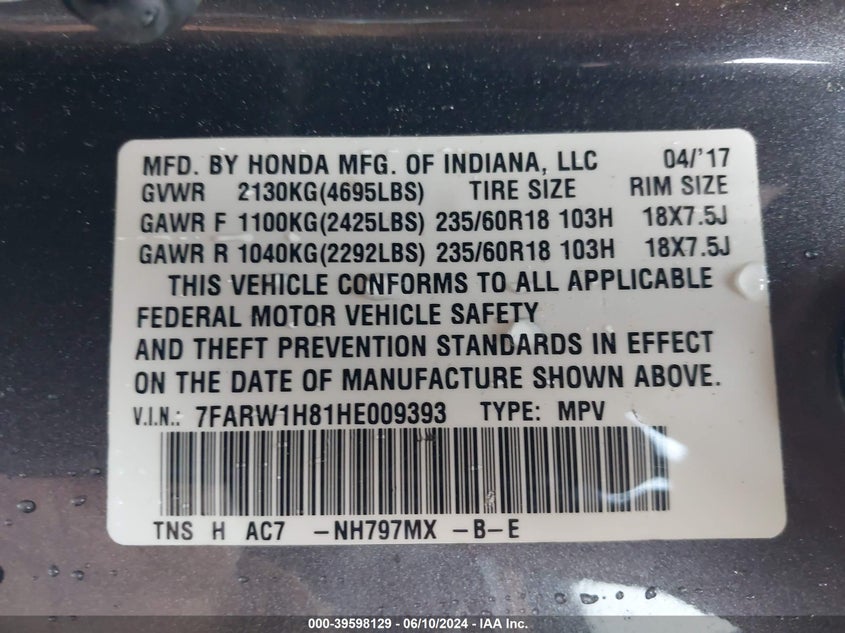 MFD. BY HONDA MFG. OF INDIANA, LLC 04/'17
GVWR 2130KG(4695LBS) TIRE SIZE RIM SIZE
GAWR F 1100KG(2425LBS) 235/60R18 103H 18X7.5J
GAWR R 1040KG(2292LBS) 235/60R18 103H 18X7.5J
THIS VEHICLE CONFORMS TO ALL APPLICABLE
FEDERAL MOTOR VEHICLE SAFETY
AND THEFT PREVENTION STANDARDS IN EFFECT
ON THE DATE OF MANUFACTURE SHOWN ABOVE.
V.I.N.: 7FARW1H81HE009393 TYPE: MPV
TNS H AC7 -NH797MX -B-E
000-39598129 - 06/10/2024 - IAA Inc.